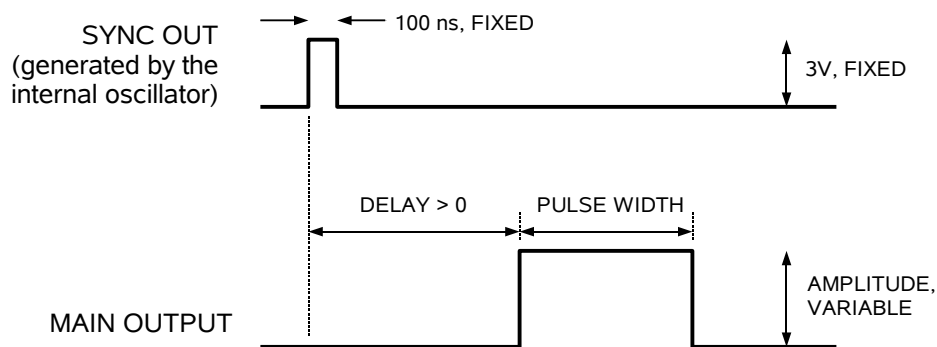 100 ns, FIXED
SYNC OUT
(generated by the
internal oscillator)
3V, FIXED
DELAY > 0
PULSE WIDTH
AMPLITUDE,
VARIABLE
MAIN OUTPUT